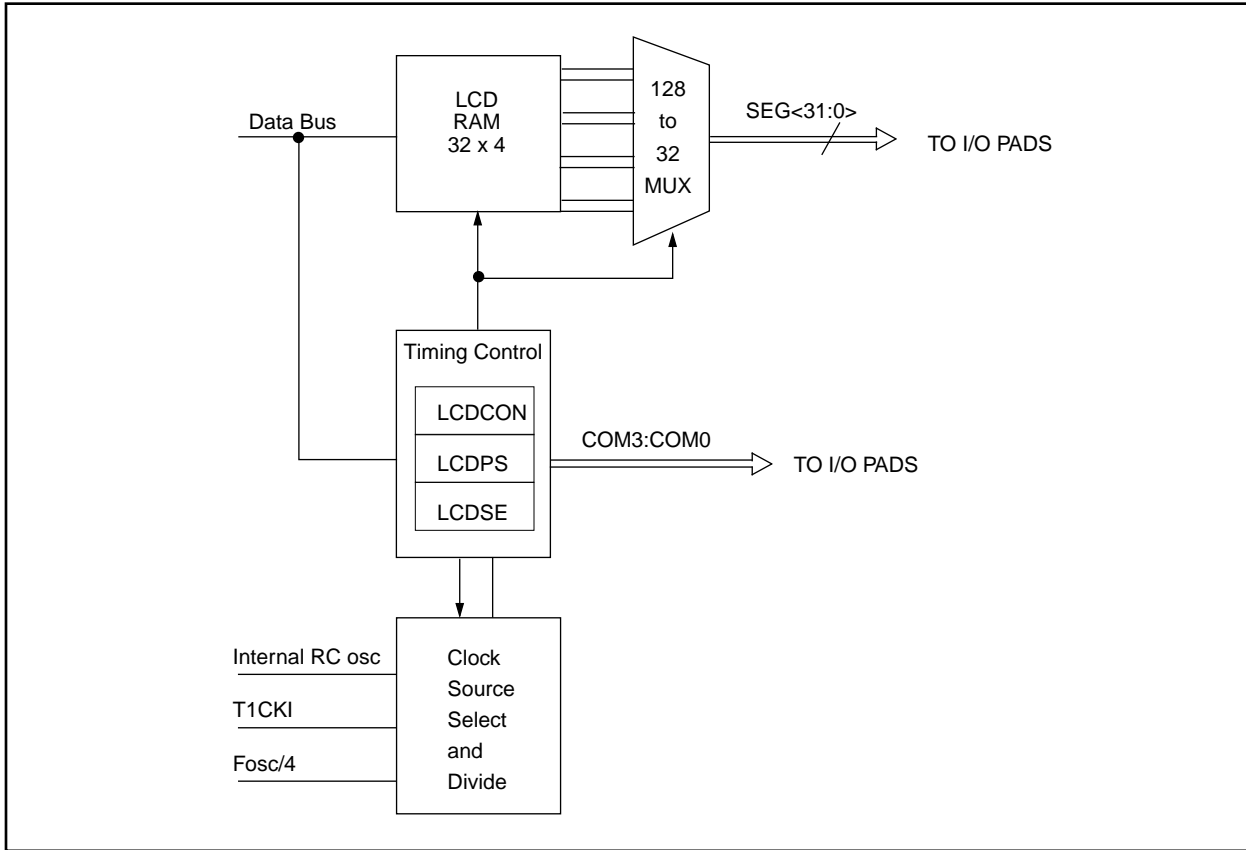 LCD
RAM
32 x 4
128
to
32
MUX
Data Bus
SEG<31:0>
TO I/O PADS
Timing Control
LCDCON
LCDPS
LCDSE
COM3:COM0
TO I/O PADS
Internal RC osc
T1CKI
Fosc/4
Clock
Source
Select
and
Divide